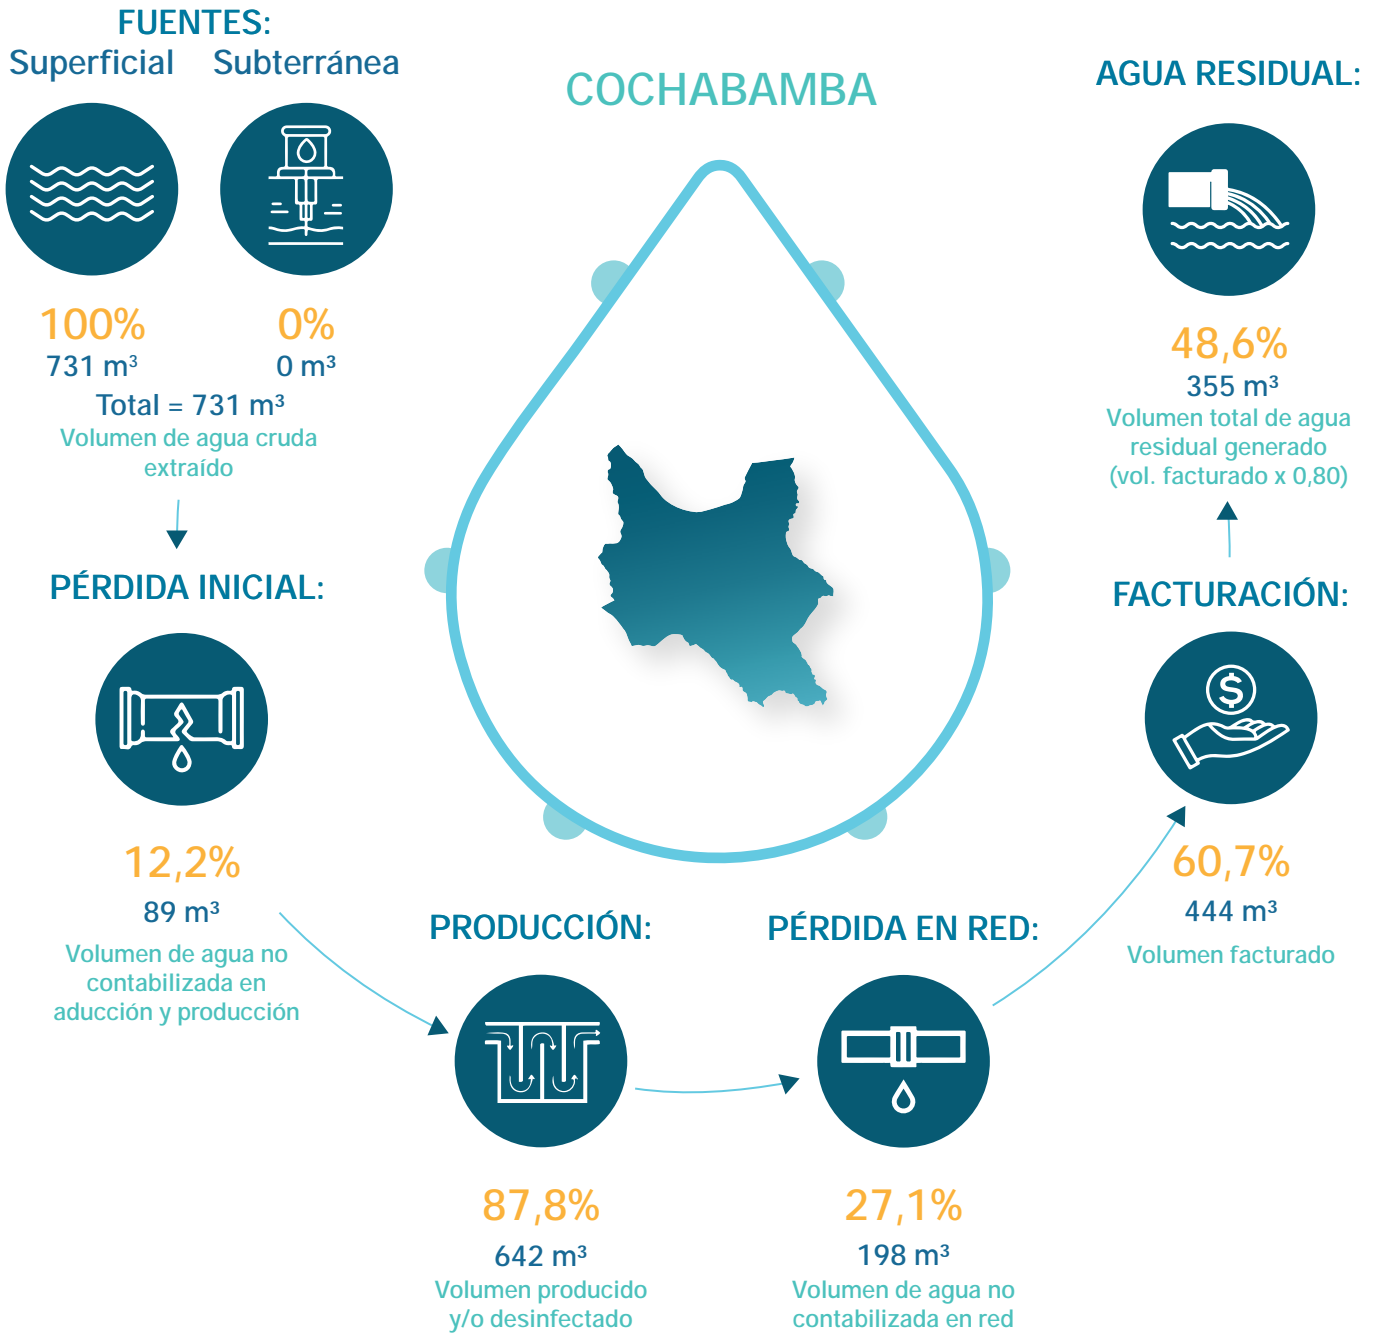 FUENTES:
Superficial
Subterránea
100%
731 m³
0%
0 m³
Total = 731 m³
Volumen de agua cruda
extraído
PÉRDIDA INICIAL:
12,2%
89 m³
Volumen de agua no
contabilizada en
aducción y producción
COCHABAMBA
PRODUCCIÓN:
87,8%
642 m³
Volumen producido
y/o desinfectado
PÉRDIDA EN RED:
27,1%
198 m³
Volumen de agua no
contabilizada en red
FACTURACIÓN:
$
60,7%
444 m³
Volumen facturado
AGUA RESIDUAL:
48,6%
355 m³
Volumen total de agua
residual generado
(vol. facturado x 0,80)